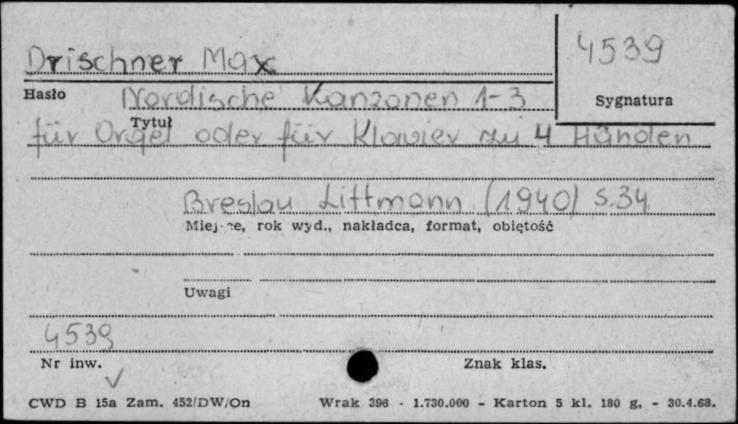 Drischner Max
4539
Hasło
Nordische Kanzonen 1-3
Sygnatura
Tytuł
für Orgel oder für Klavier zu 4 Händen
Breslau Littmann (1940) S.34
Miejsce, rok wyd., nakładca, format, objętość
Uwagi
4539
Nr inw.
Znak klas.
CWD B 15a Zam. 452/DW/On
Wrak 396 - 1.730.000 - Karton 5 kl. 180 g. - 30.4.68.